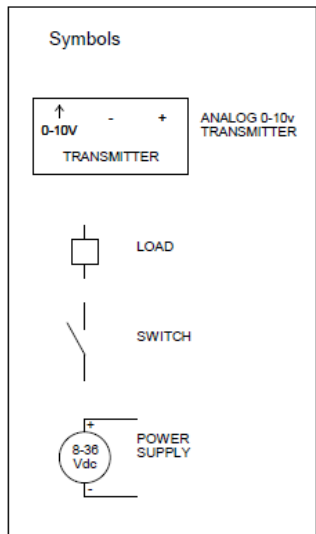 Symbols
↑ - +
0-10V
TRANSMITTER
ANALOG 0-10v
TRANSMITTER
LOAD
SWITCH
+
8-36
Vdc
-
POWER
SUPPLY